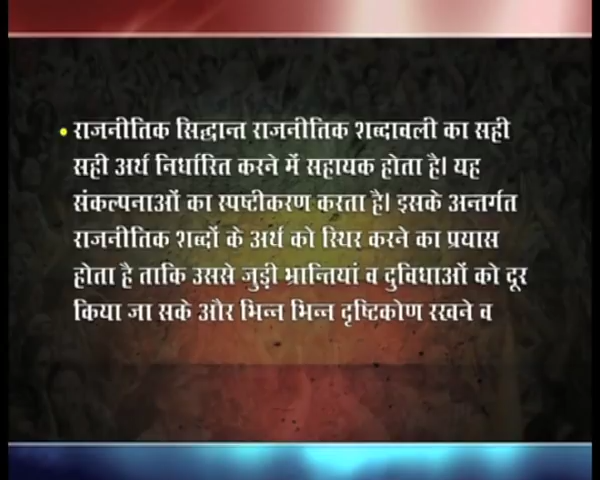 • राजनीतिक सिद्धान्त राजनीतिक शब्दावली का सही
सही अर्थ निर्धारित करने में सहायक होता है। यह
संकल्पनाओं का स्पष्टीकरण करता है। इसके अन्तर्गत
राजनीतिक शब्दों के अर्थ को स्थिर करने का प्रयास
होता है ताकि उससे जुड़ी भ्रान्तियां व दुविधाओं को दूर
किया जा सके और भिन्न भिन्न दृष्टिकोण रखने व